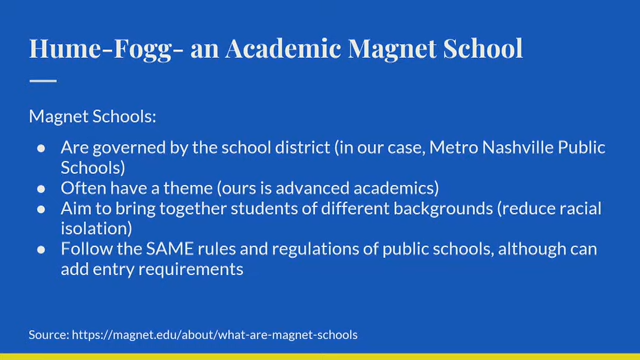 Hume-Fogg- an Academic Magnet School
Magnet Schools:
● Are governed by the school district (in our case, Metro Nashville Public
Schools)
● Often have a theme (ours is advanced academics)
● Aim to bring together students of different backgrounds (reduce racial
isolation)
● Follow the SAME rules and regulations of public schools, although can
add entry requirements
Source: https://magnet.edu/about/what-are-magnet-schools